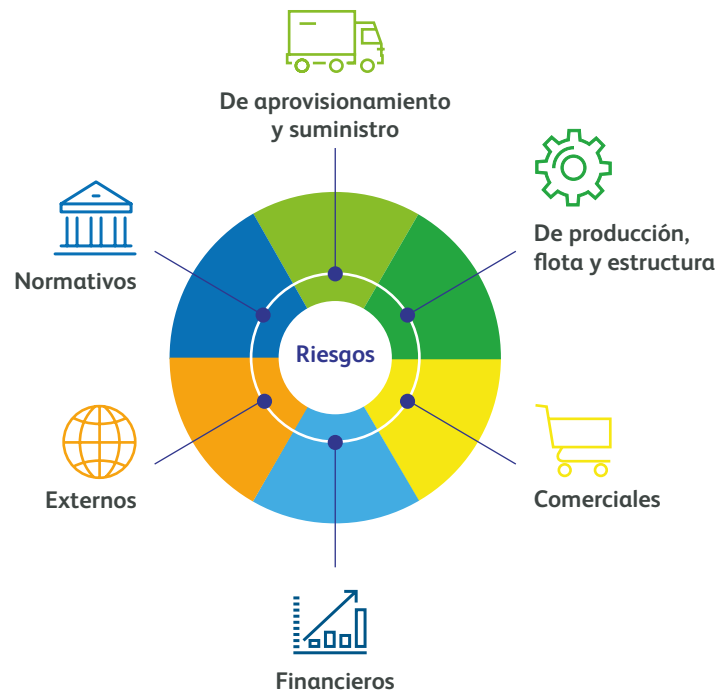 De aprovisionamiento
y suministro
De producción,
flota y estructura
Normativos
Riesgos
Externos
Comerciales
Financieros